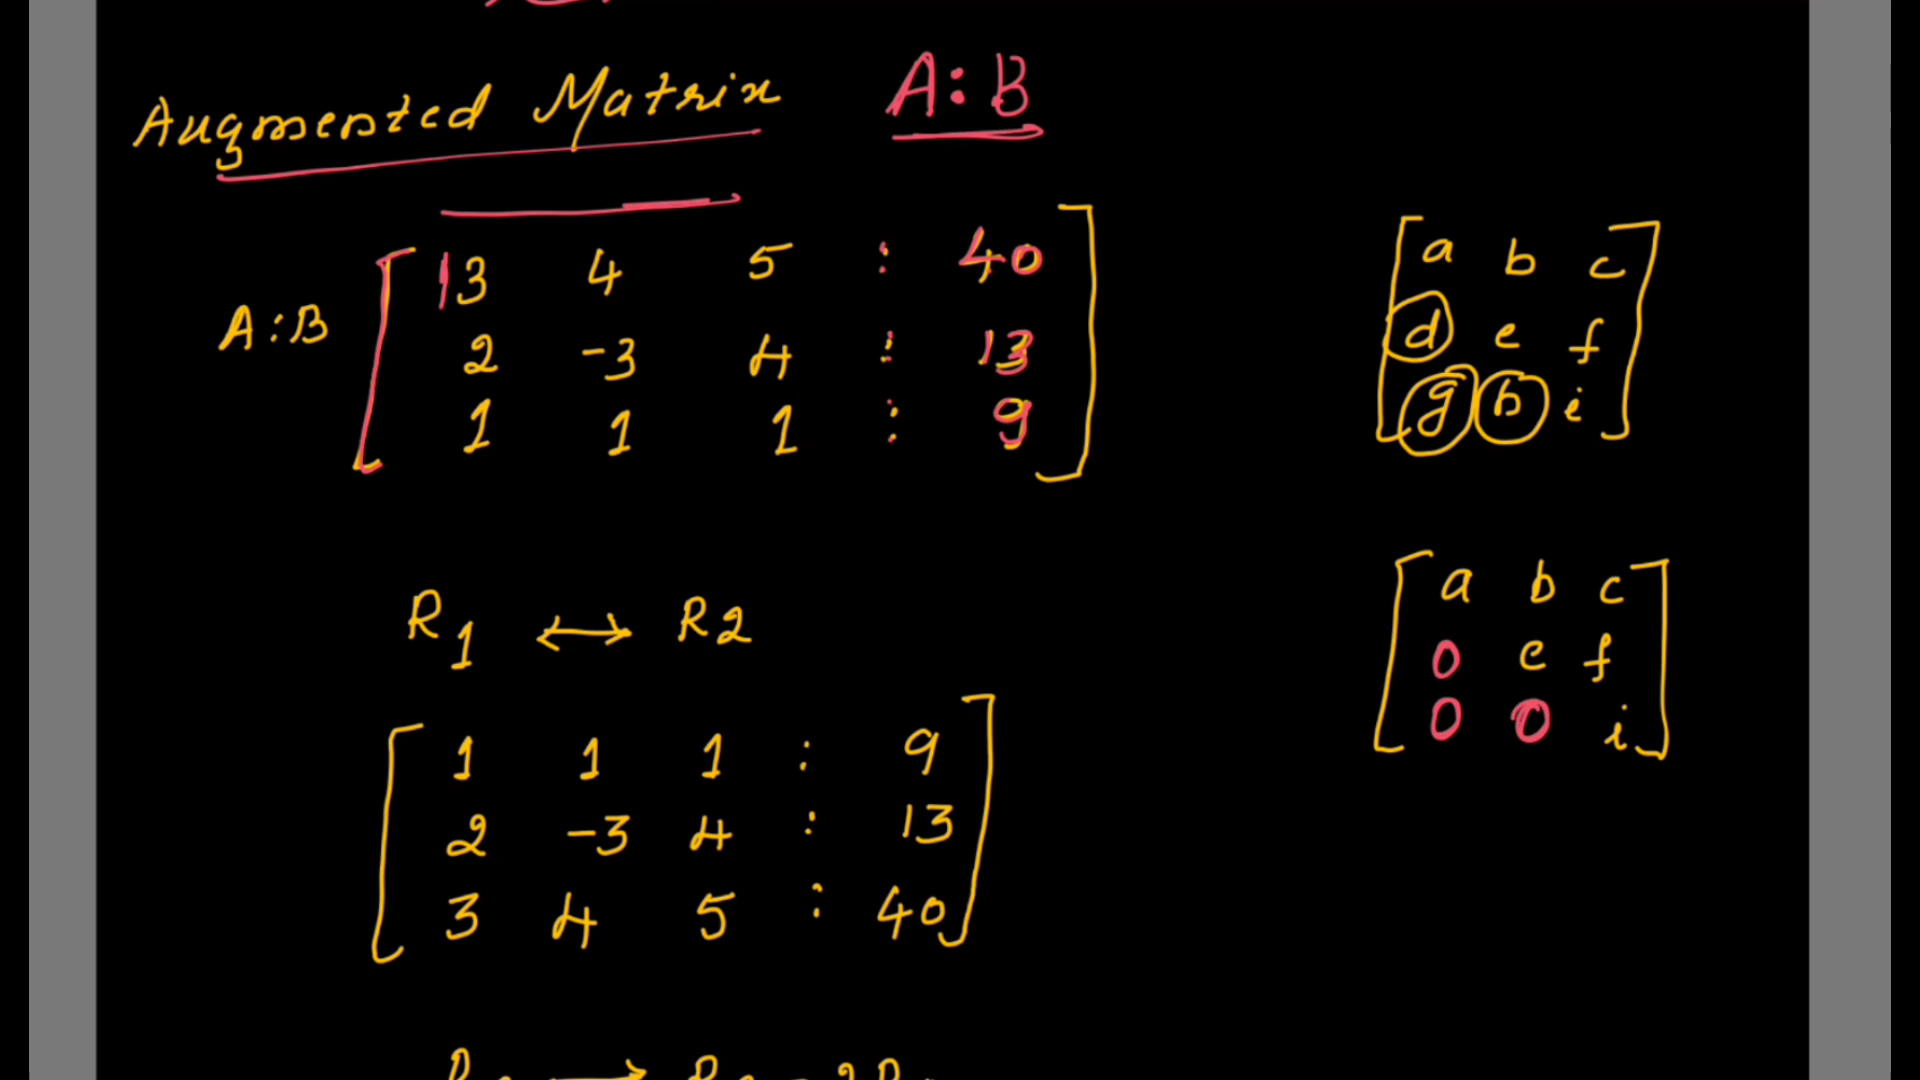 Augmented Matrix A:B
A:B [ 3 4 5 : 40 ]
2 -3 4 : 13
1 1 1 : 9
R1 ↔ R2
[ 1 1 1 : 9 ]
2 -3 4 : 13
3 4 5 : 40
[ a b c ]
d e f
g b i
[ a b c ]
0 e f
0 0 i